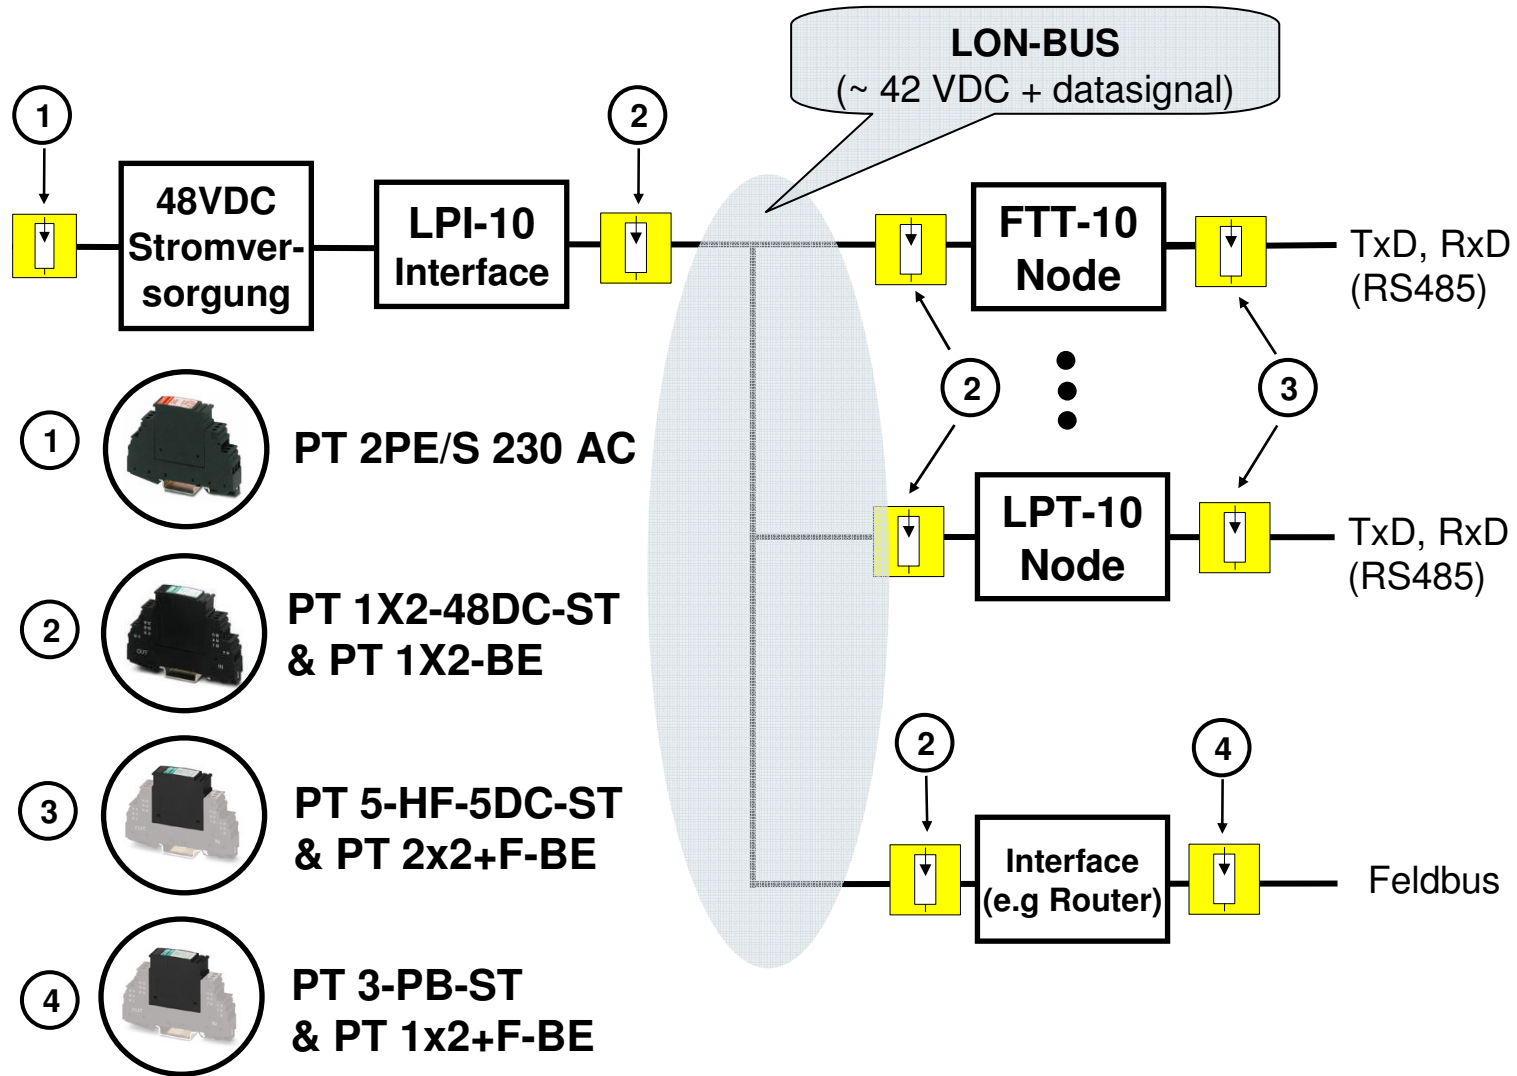 LON-BUS
(~ 42 VDC + datasignal)
1
2
48VDC
Stromver-
sorgung
LPI-10
Interface
FTT-10
Node
TxD, RxD
(RS485)
2
3
1
PT 2PE/S 230 AC
LPT-10
Node
TxD, RxD
(RS485)
2
OUT
IN
PT 1X2-48DC-ST
& PT 1X2-BE
2
4
3
PT 5-HF-5DC-ST
& PT 2x2+F-BE
Interface
(e.g Router)
Feldbus
4
PT 3-PB-ST
& PT 1x2+F-BE